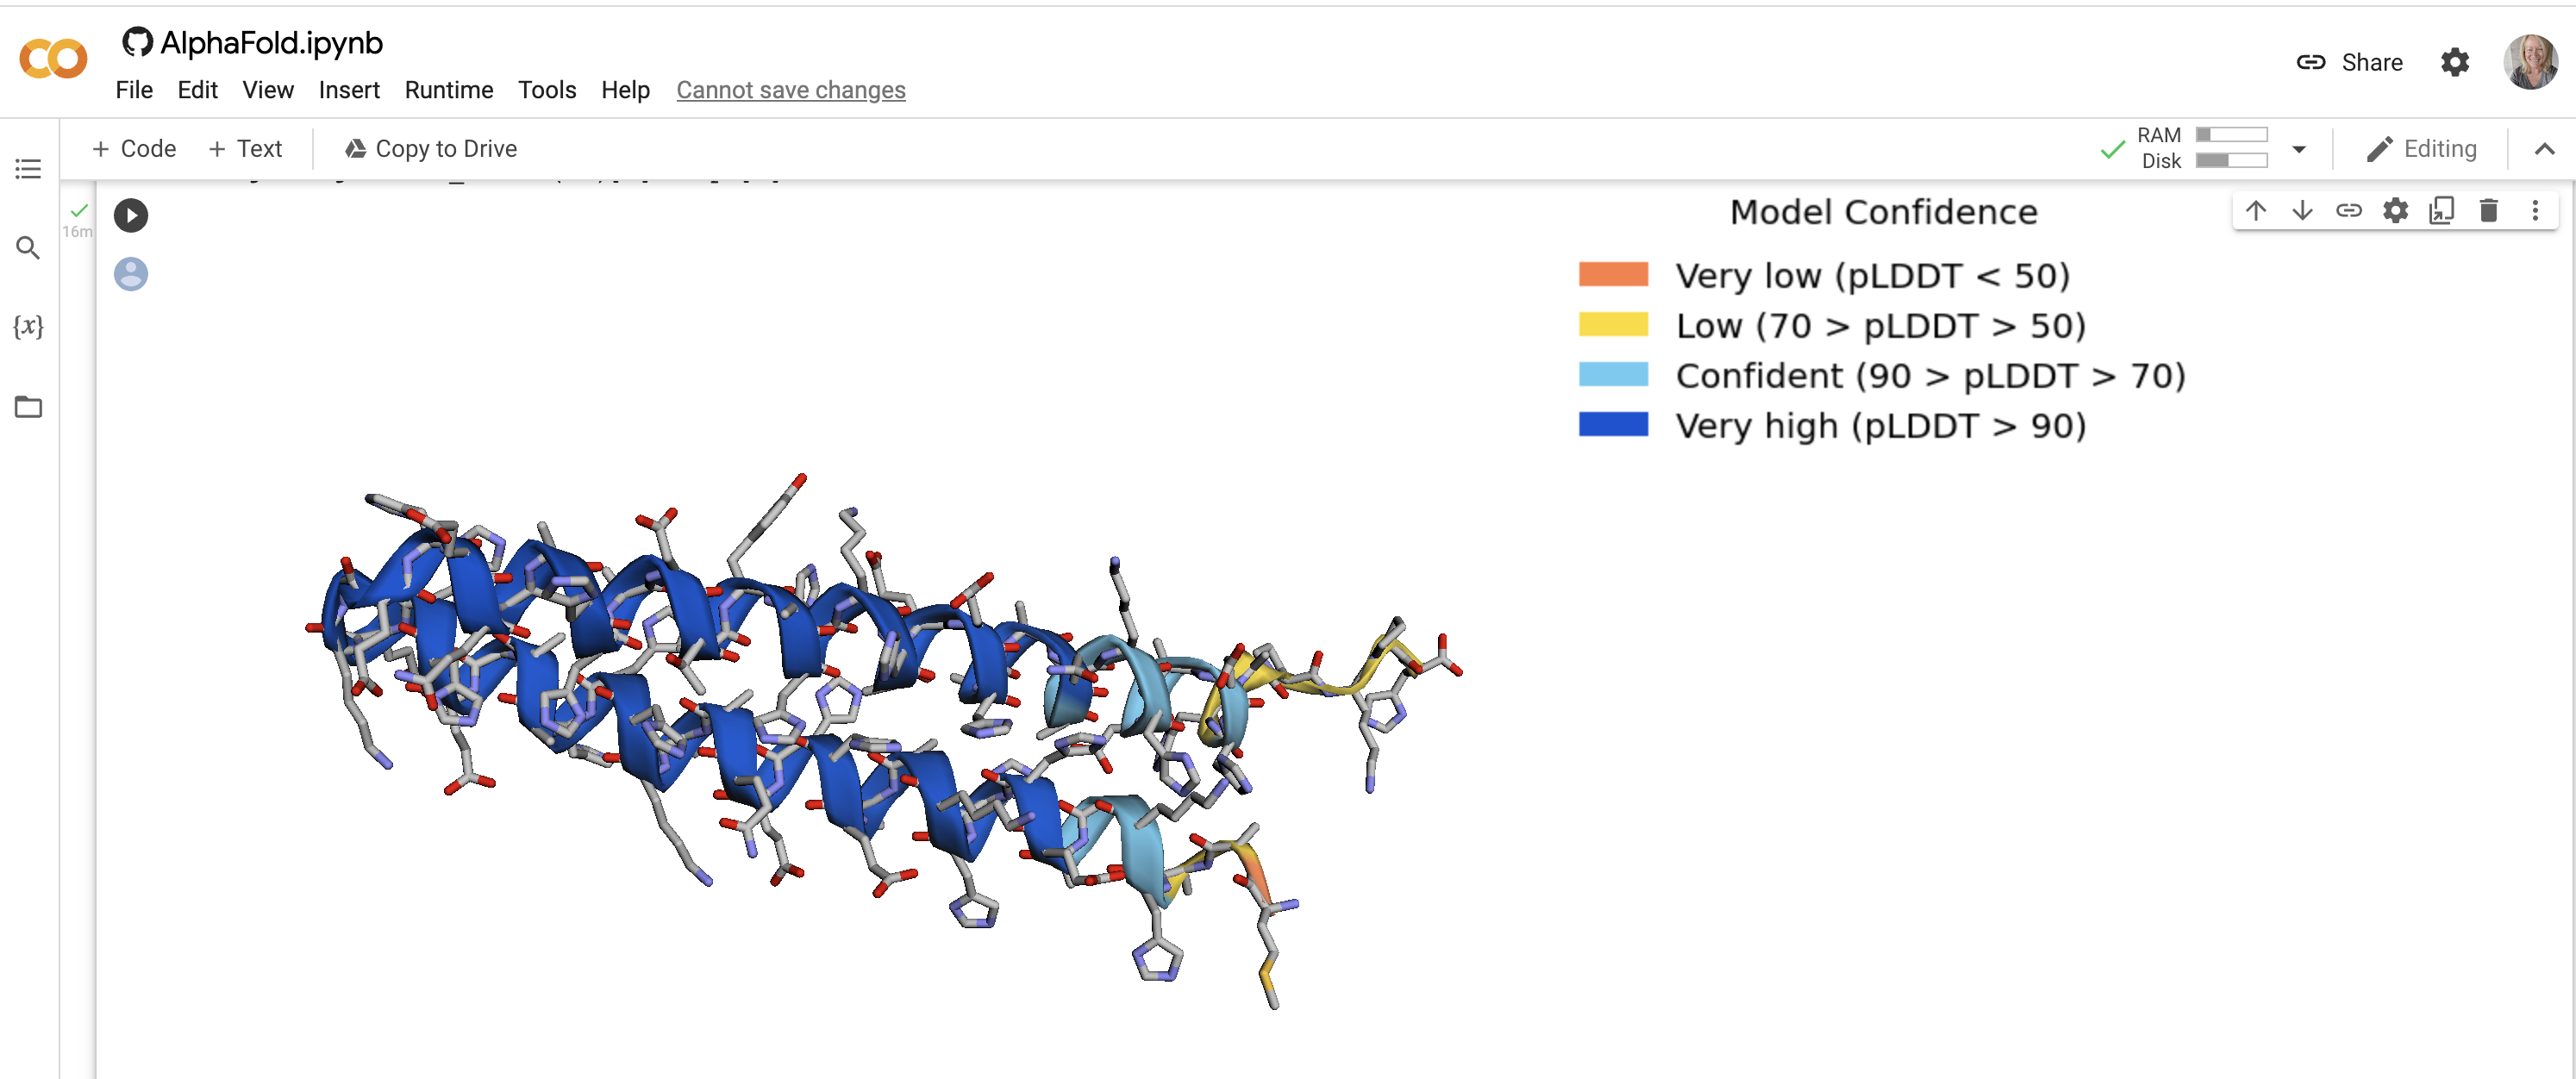 AlphaFold.ipynb
File Edit View Insert Runtime Tools Help Cannot save changes
Share
+ Code + Text Copy to Drive
RAM
Disk
Editing
16m
{x}
Model Confidence
Very low (pLDDT < 50)
Low (70 > pLDDT > 50)
Confident (90 > pLDDT > 70)
Very high (pLDDT > 90)